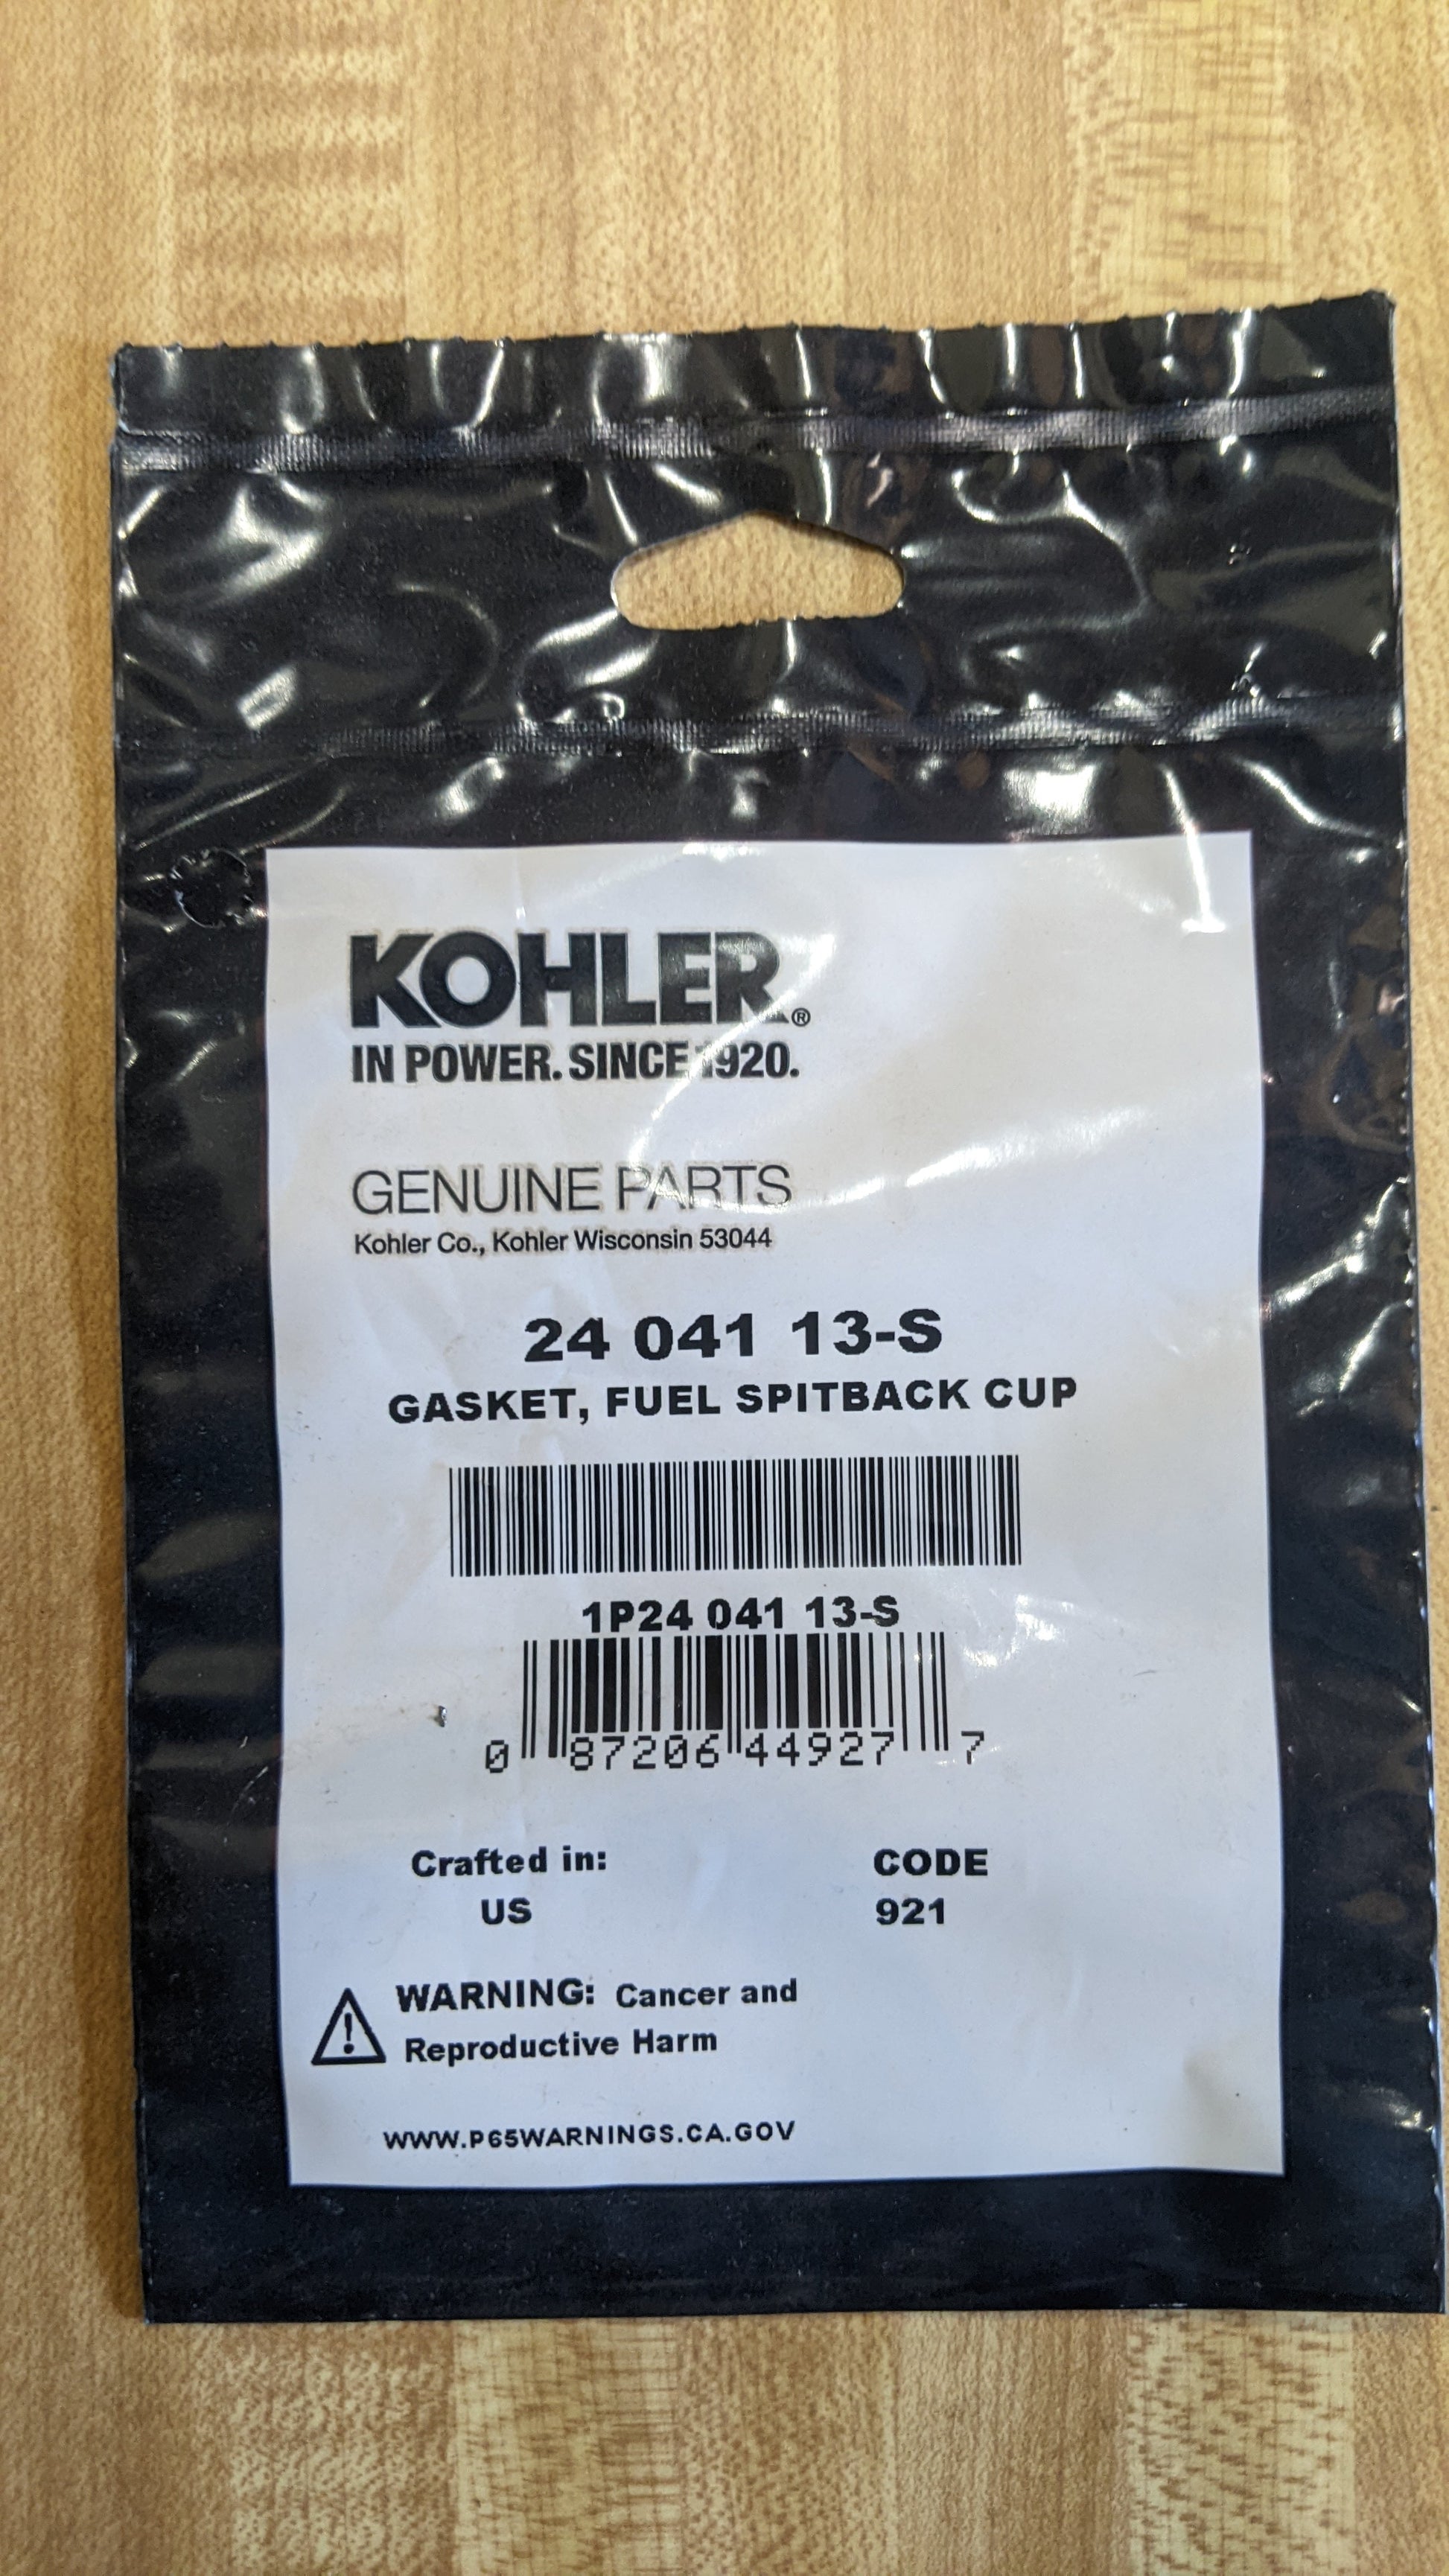 KOHLER®
IN POWER. SINCE 1920.
GENUINE PARTS
Kohler Co., Kohler Wisconsin 53044
24 041 13-S
GASKET, FUEL SPITBACK CUP
1P24 041 13-S
0 87206 44927 7
Crafted in: CODE
US 921
WARNING: Cancer and
Reproductive Harm
WWW.P65WARNINGS.CA.GOV